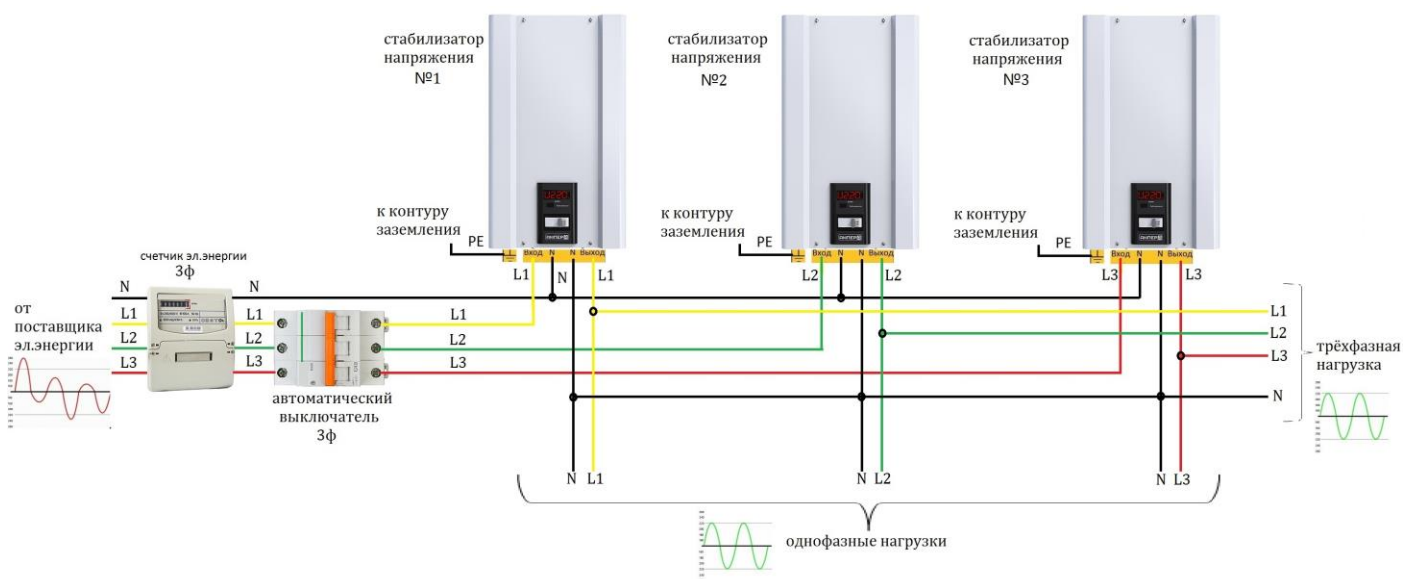 стабилизатор
напряжения
№1
стабилизатор
напряжения
№2
стабилизатор
напряжения
№3
к контуру
заземления
PE
Вход N N Выход
к контуру
заземления
PE
Вход N N Выход
к контуру
заземления
PE
Вход N N Выход
L1 N L1
L2 L2
L3 L3
счетчик эл.энергии
3ф
от
поставщика
эл.энергии
N N
L1 L1 L1 L1
L2 L2 L2 L2
L3 L3 L3 L3
N
трёхфазная
нагрузка
автоматический
выключатель
3ф
N L1
N L2
N L3
однофазные нагрузки